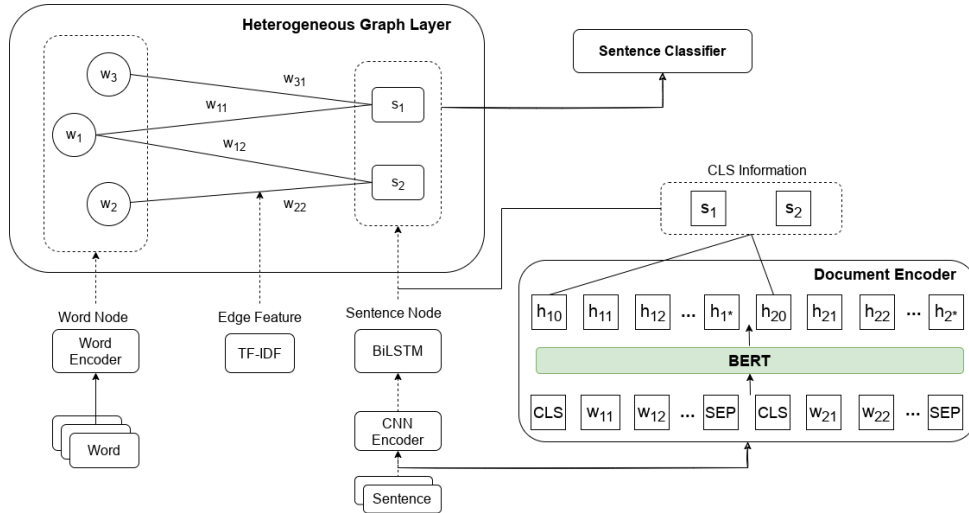 Heterogeneous Graph Layer
w3
w31
w11
w1
s1
w12
w2
s2
w22
Sentence Classifier
CLS Information
s1 s2
Document Encoder
h10 h11 h12 ... h1* h20 h21 h22 ... h2*
BERT
CLS w11 w12 ... SEP CLS w21 w22 ... SEP
Word Node
Word
Encoder
Word
Edge Feature
TF-IDF
Sentence Node
BiLSTM
CNN
Encoder
Sentence